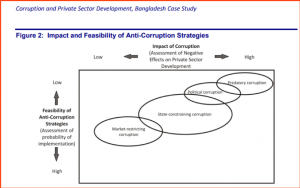 Corruption and Private Sector Development, Bangladesh Case Study
Figure 2:  Impact and Feasibility of Anti-Corruption Strategies
Impact of Corruption
(Assessment of Negative
Effects on Private Sector
Development
Low
High
Low
Feasibility of
Anti-Corruption
Strategies
(Assessment of
probability of
implementation)
High
Predatory corruption
Political corruption
State-constraining corruption
Market-restricting
corruption